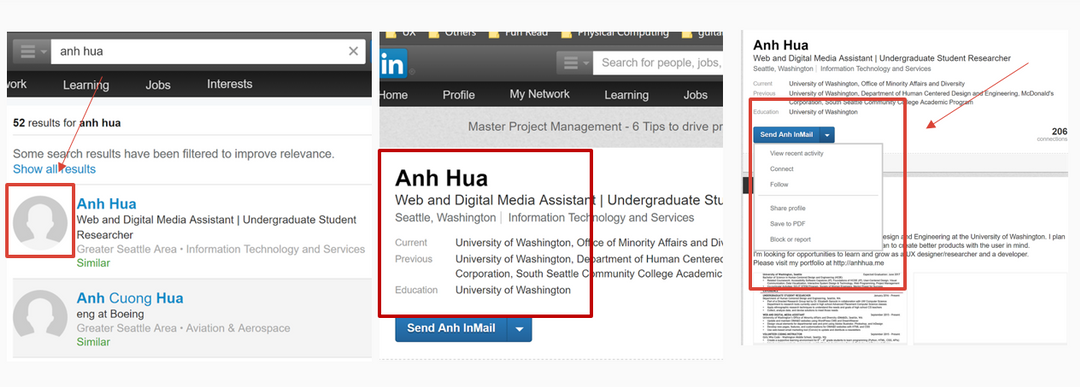 anh hua
work Learning Jobs Interests
52 results for anh hua
Some search results have been filtered to improve relevance.
Show all results
Anh Hua
Web and Digital Media Assistant | Undergraduate Student
Researcher
Greater Seattle Area • Information Technology and Services
Similar
Anh Cuong Hua
eng at Boeing
Greater Seattle Area • Aviation & Aerospace
Similar
UX Others Fun Read Physical Computing
in
Search for people, jobs,
Home Profile My Network Learning Jobs
Master Project Management - 6 Tips to drive pr
Anh Hua
Web and Digital Media Assistant | Undergraduate Stu
Seattle, Washington | Information Technology and Services
Current University of Washington, Office of Minority Affairs and Div
Previous University of Washington, Department of Human Centered
Corporation, South Seattle Community College Academic
Education University of Washington
Send Anh InMail
Anh Hua
Web and Digital Media Assistant | Undergraduate Student Researcher
Seattle, Washington | Information Technology and Services
Current University of Washington, Office of Minority Affairs and Diversity
Previous University of Washington, Department of Human Centered Design and Engineering, McDonald's
Corporation, South Seattle Community College Academic Program
Education University of Washington
Send Anh InMail
206
connections
View recent activity
Connect
Follow
Share profile
Save to PDF
Block or report
sign and Engineering at the University of Washington. I plan
an to create better products with the user in mind.
I'm looking for opportunities to learn and grow as a UX designer/researcher and a developer.
Please visit my portfolio at http://anhhua.me